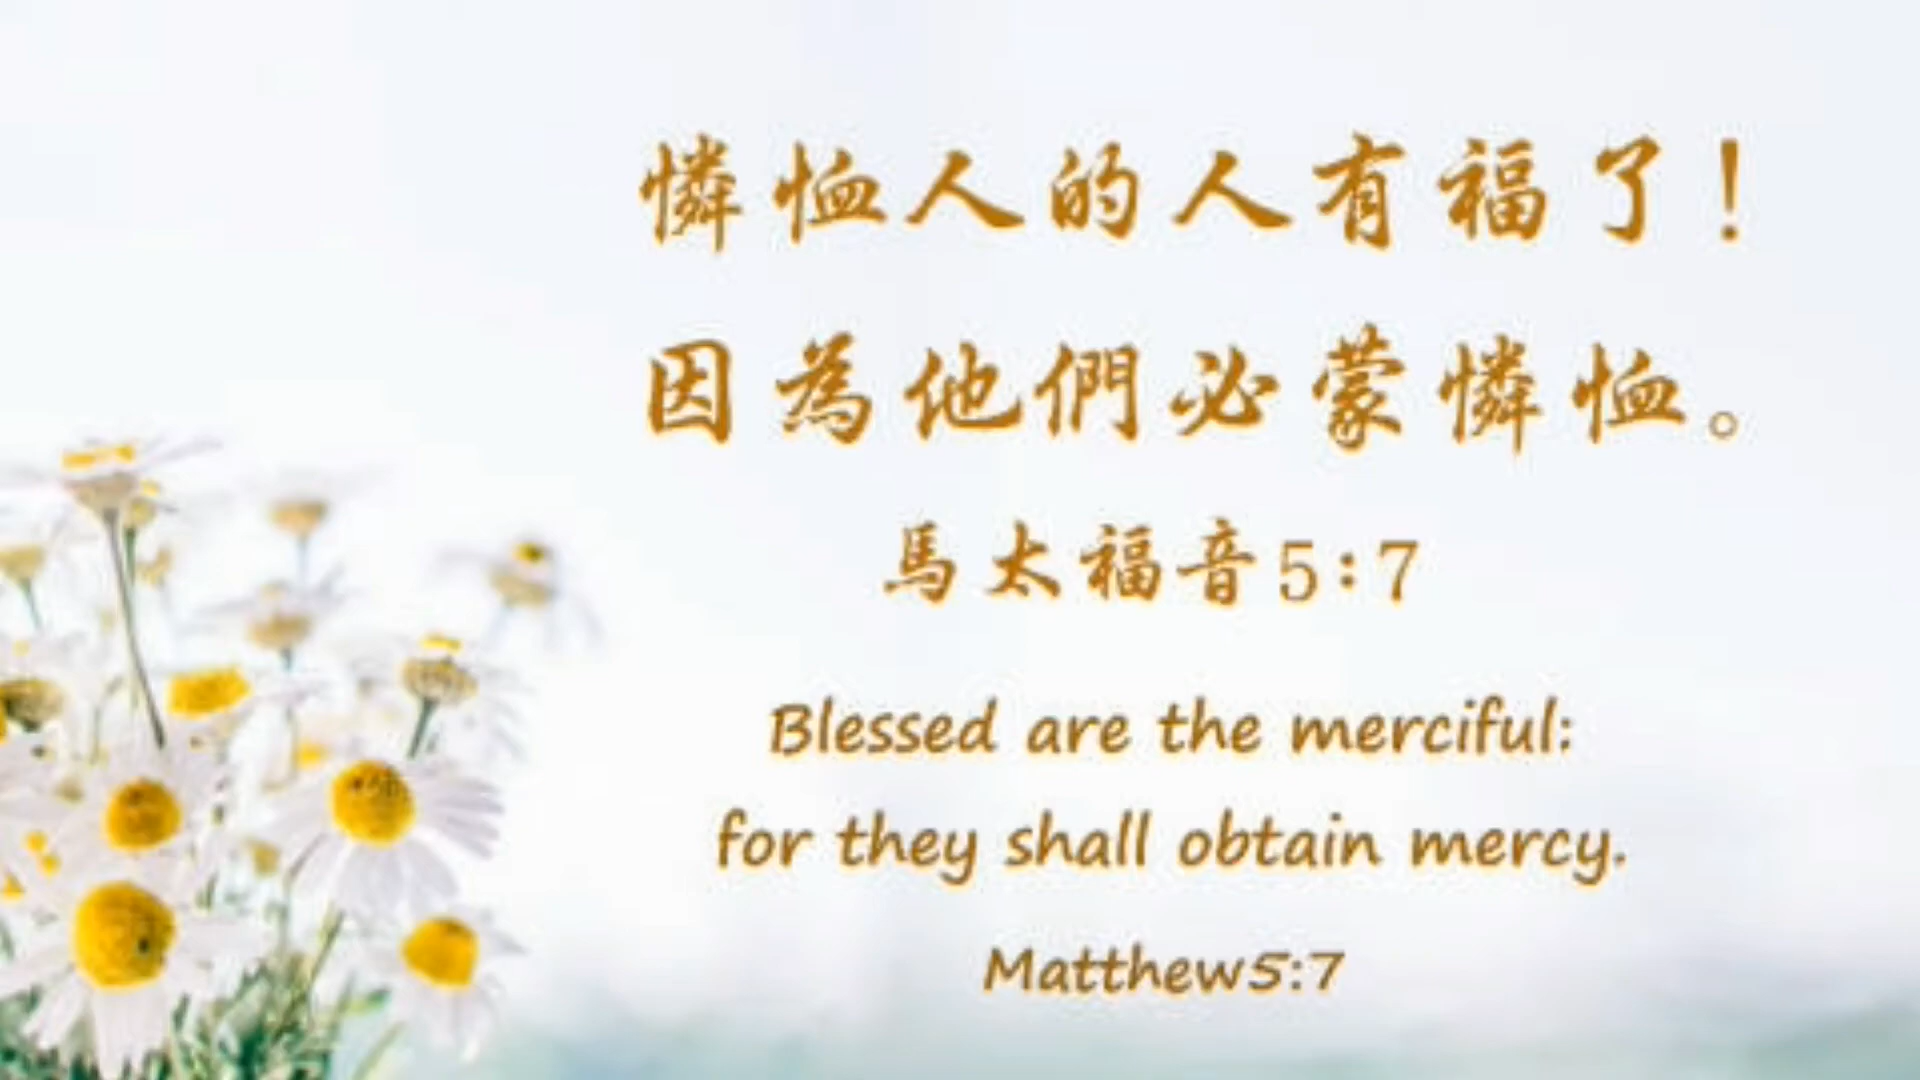 憐恤人的人有福了！
因為他們必蒙憐恤。
馬太福音5:7
Blessed are the merciful:
for they shall obtain mercy.
Matthew5:7